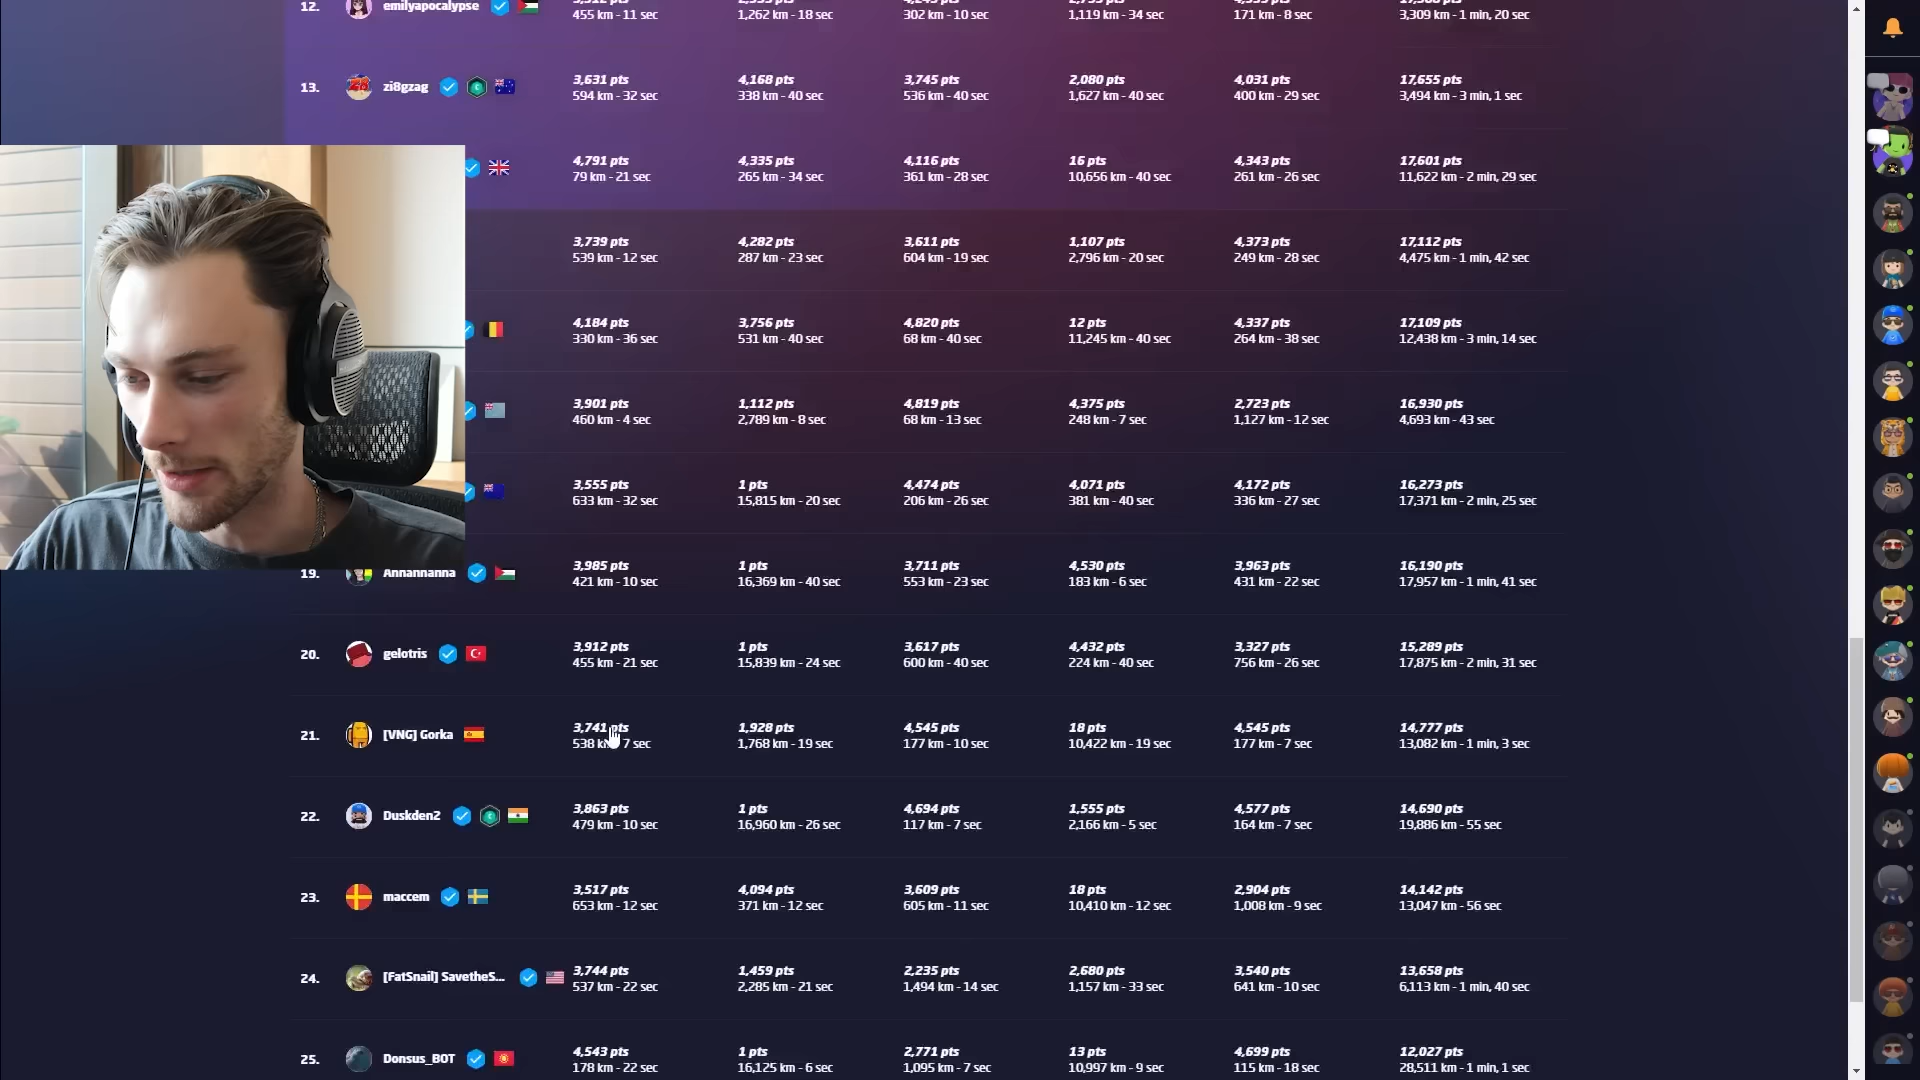 12. emilyapocalypse
455 km - 11 sec 1,262 km - 18 sec 302 km - 10 sec 1,119 km - 34 sec 171 km - 8 sec 3,309 km - 1 min, 20 sec
13. zi8gzag 3,631 pts 4,168 pts 3,745 pts 2,080 pts 4,031 pts 17,655 pts
594 km - 32 sec 338 km - 40 sec 536 km - 40 sec 1,627 km - 40 sec 400 km - 29 sec 3,494 km - 3 min, 1 sec
4,791 pts 4,335 pts 4,116 pts 16 pts 4,343 pts 17,601 pts
79 km - 21 sec 265 km - 34 sec 361 km - 28 sec 10,656 km - 40 sec 261 km - 26 sec 11,622 km - 2 min, 29 sec
3,739 pts 4,282 pts 3,611 pts 1,107 pts 4,373 pts 17,112 pts
539 km - 12 sec 287 km - 23 sec 604 km - 19 sec 2,796 km - 20 sec 249 km - 28 sec 4,475 km - 1 min, 42 sec
4,184 pts 3,756 pts 4,820 pts 12 pts 4,337 pts 17,109 pts
330 km - 36 sec 531 km - 40 sec 68 km - 40 sec 11,245 km - 40 sec 264 km - 38 sec 12,438 km - 3 min, 14 sec
3,901 pts 1,112 pts 4,819 pts 4,375 pts 2,723 pts 16,930 pts
460 km - 4 sec 2,789 km - 8 sec 68 km - 13 sec 248 km - 7 sec 1,127 km - 12 sec 4,693 km - 43 sec
3,555 pts 1 pts 4,474 pts 4,071 pts 4,172 pts 16,273 pts
633 km - 32 sec 15,815 km - 20 sec 206 km - 26 sec 381 km - 40 sec 336 km - 27 sec 17,371 km - 2 min, 25 sec
19. Annannanna 3,985 pts 1 pts 3,711 pts 4,530 pts 3,963 pts 16,190 pts
421 km - 10 sec 16,369 km - 40 sec 553 km - 23 sec 183 km - 6 sec 431 km - 22 sec 17,957 km - 1 min, 41 sec
20. gelotris 3,912 pts 1 pts 3,617 pts 4,432 pts 3,327 pts 15,289 pts
455 km - 21 sec 15,839 km - 24 sec 600 km - 40 sec 224 km - 40 sec 756 km - 26 sec 17,875 km - 2 min, 31 sec
21. [VNG] Gorka 3,741 pts 1,928 pts 4,545 pts 18 pts 4,545 pts 14,777 pts
538 km - 7 sec 1,768 km - 19 sec 177 km - 10 sec 10,422 km - 19 sec 177 km - 7 sec 13,082 km - 1 min, 3 sec
22. Duskden2 3,863 pts 1 pts 4,694 pts 1,555 pts 4,577 pts 14,690 pts
479 km - 10 sec 16,960 km - 26 sec 117 km - 7 sec 2,166 km - 5 sec 164 km - 7 sec 19,886 km - 55 sec
23. maccem 3,517 pts 4,094 pts 3,609 pts 18 pts 2,904 pts 14,142 pts
653 km - 12 sec 371 km - 12 sec 605 km - 11 sec 10,410 km - 12 sec 1,008 km - 9 sec 13,047 km - 56 sec
24. [FatSnail] SavetheS... 3,744 pts 1,459 pts 2,235 pts 2,680 pts 3,540 pts 13,658 pts
537 km - 22 sec 2,285 km - 21 sec 1,494 km - 14 sec 1,157 km - 33 sec 641 km - 10 sec 6,113 km - 1 min, 40 sec
25. Donsus_BOT 4,543 pts 1 pts 2,771 pts 13 pts 4,699 pts 12,027 pts
178 km - 22 sec 16,125 km - 6 sec 1,095 km - 7 sec 10,997 km - 9 sec 115 km - 18 sec 28,511 km - 1 min, 1 sec